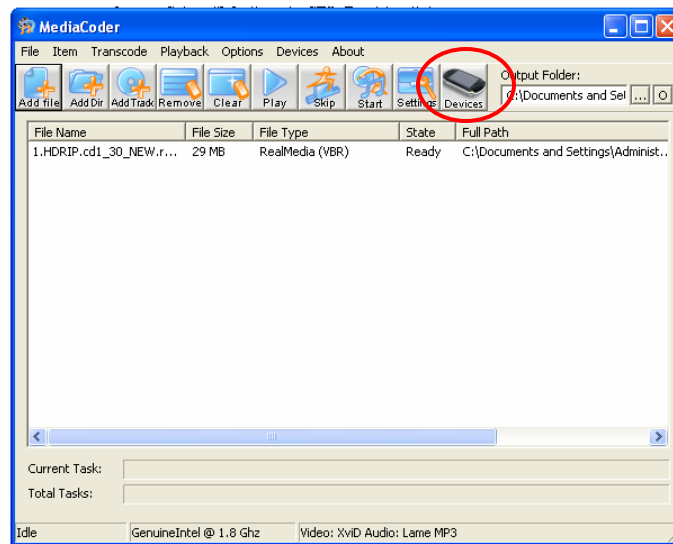 MediaCoder
File Item Transcode Playback Options Devices About
Add file Add Dir Add Track Remove Clear Play Skip Start Settings Devices
Output Folder:
C:\Documents and Sel ... O
File Name File Size File Type State Full Path
1.HDRIP.cd1_30_NEW.r... 29 MB RealMedia (VBR) Ready C:\Documents and Settings\Administ...
Current Task:
Total Tasks:
Idle GenuineIntel @ 1.8 Ghz Video: XviD Audio: Lame MP3